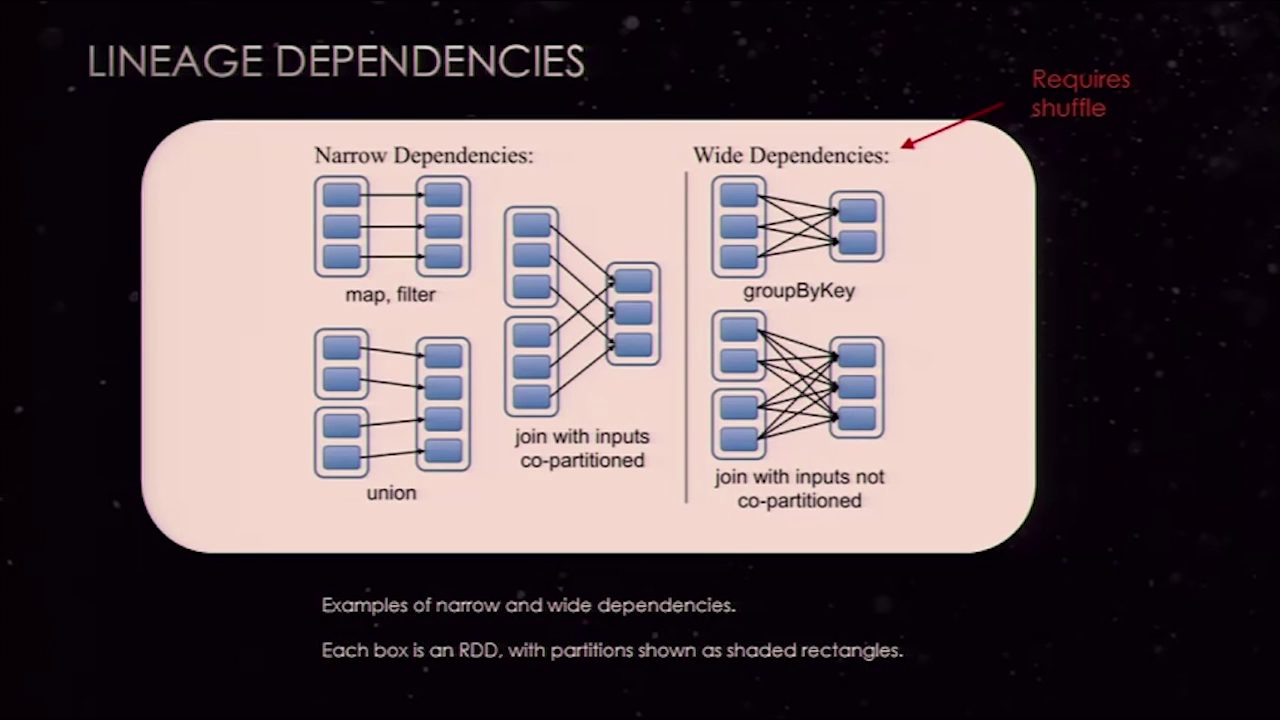 LINEAGE DEPENDENCIES
Requires
shuffle
Narrow Dependencies:
map, filter
union
join with inputs
co-partitioned
Wide Dependencies:
groupByKey
join with inputs not
co-partitioned
Examples of narrow and wide dependencies.
Each box is an RDD, with partitions shown as shaded rectangles.